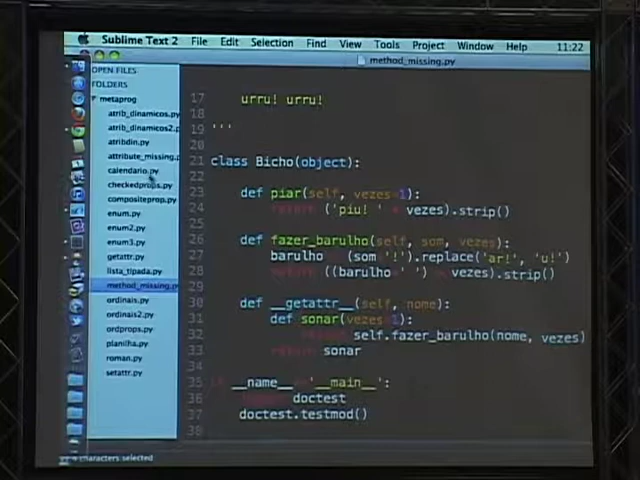 Sublime Text 2 File Edit Selection Find View Tools Project Window Help 11:22
method_missing.py
OPEN FILES
FOLDERS
metaprog
atrib_dinamicos.py
atrib_dinamicos2.p
atribdin.py
attribute_missing.
calendario.py
checkedprops.py
compositeprop.py
enum.py
enum2.py
enum3.py
getattr.py
lista_tipada.py
method_missing.p
ordinais.py
ordinais2.py
ordprops.py
planilha.py
roman.py
setattr.py
17 urru! urru!
18
19 '''
20
21 class Bicho(object):
22
23 def piar(self, vezes=1):
24 return ('piu! ' * vezes).strip()
25
26 def fazer_barulho(self, som, vezes):
27 barulho (som '!').replace('ar!', 'u!')
28 return ((barulho ' ') vezes).strip()
29
30 def __getattr__(self, nome):
31 def sonar(vezes=1):
32 self.fazer_barulho(nome, vezes)
33 return sonar
34
35 if __name__ '__main__':
36 doctest
37 doctest.testmod()
38
characters selected